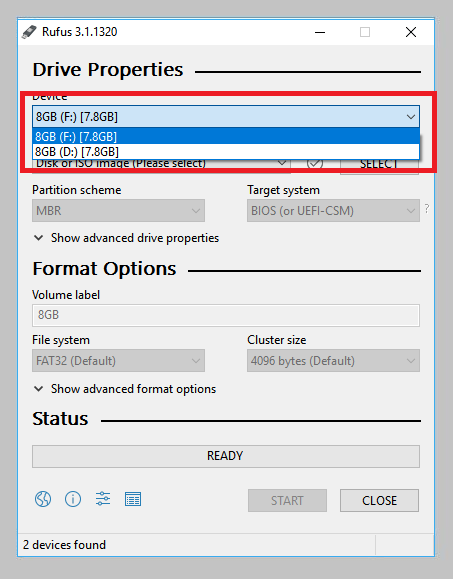 Rufus 3.1.1320
Drive Properties
Device
8GB (F:) [7.8GB]
8GB (F:) [7.8GB]
8GB (D:) [7.8GB]
Disk or ISO image (Please select)
SELECT
Partition scheme
Target system
MBR
BIOS (or UEFI-CSM)
?
Show advanced drive properties
Format Options
Volume label
8GB
File system
Cluster size
FAT32 (Default)
4096 bytes (Default)
Show advanced format options
Status
READY
START
CLOSE
2 devices found